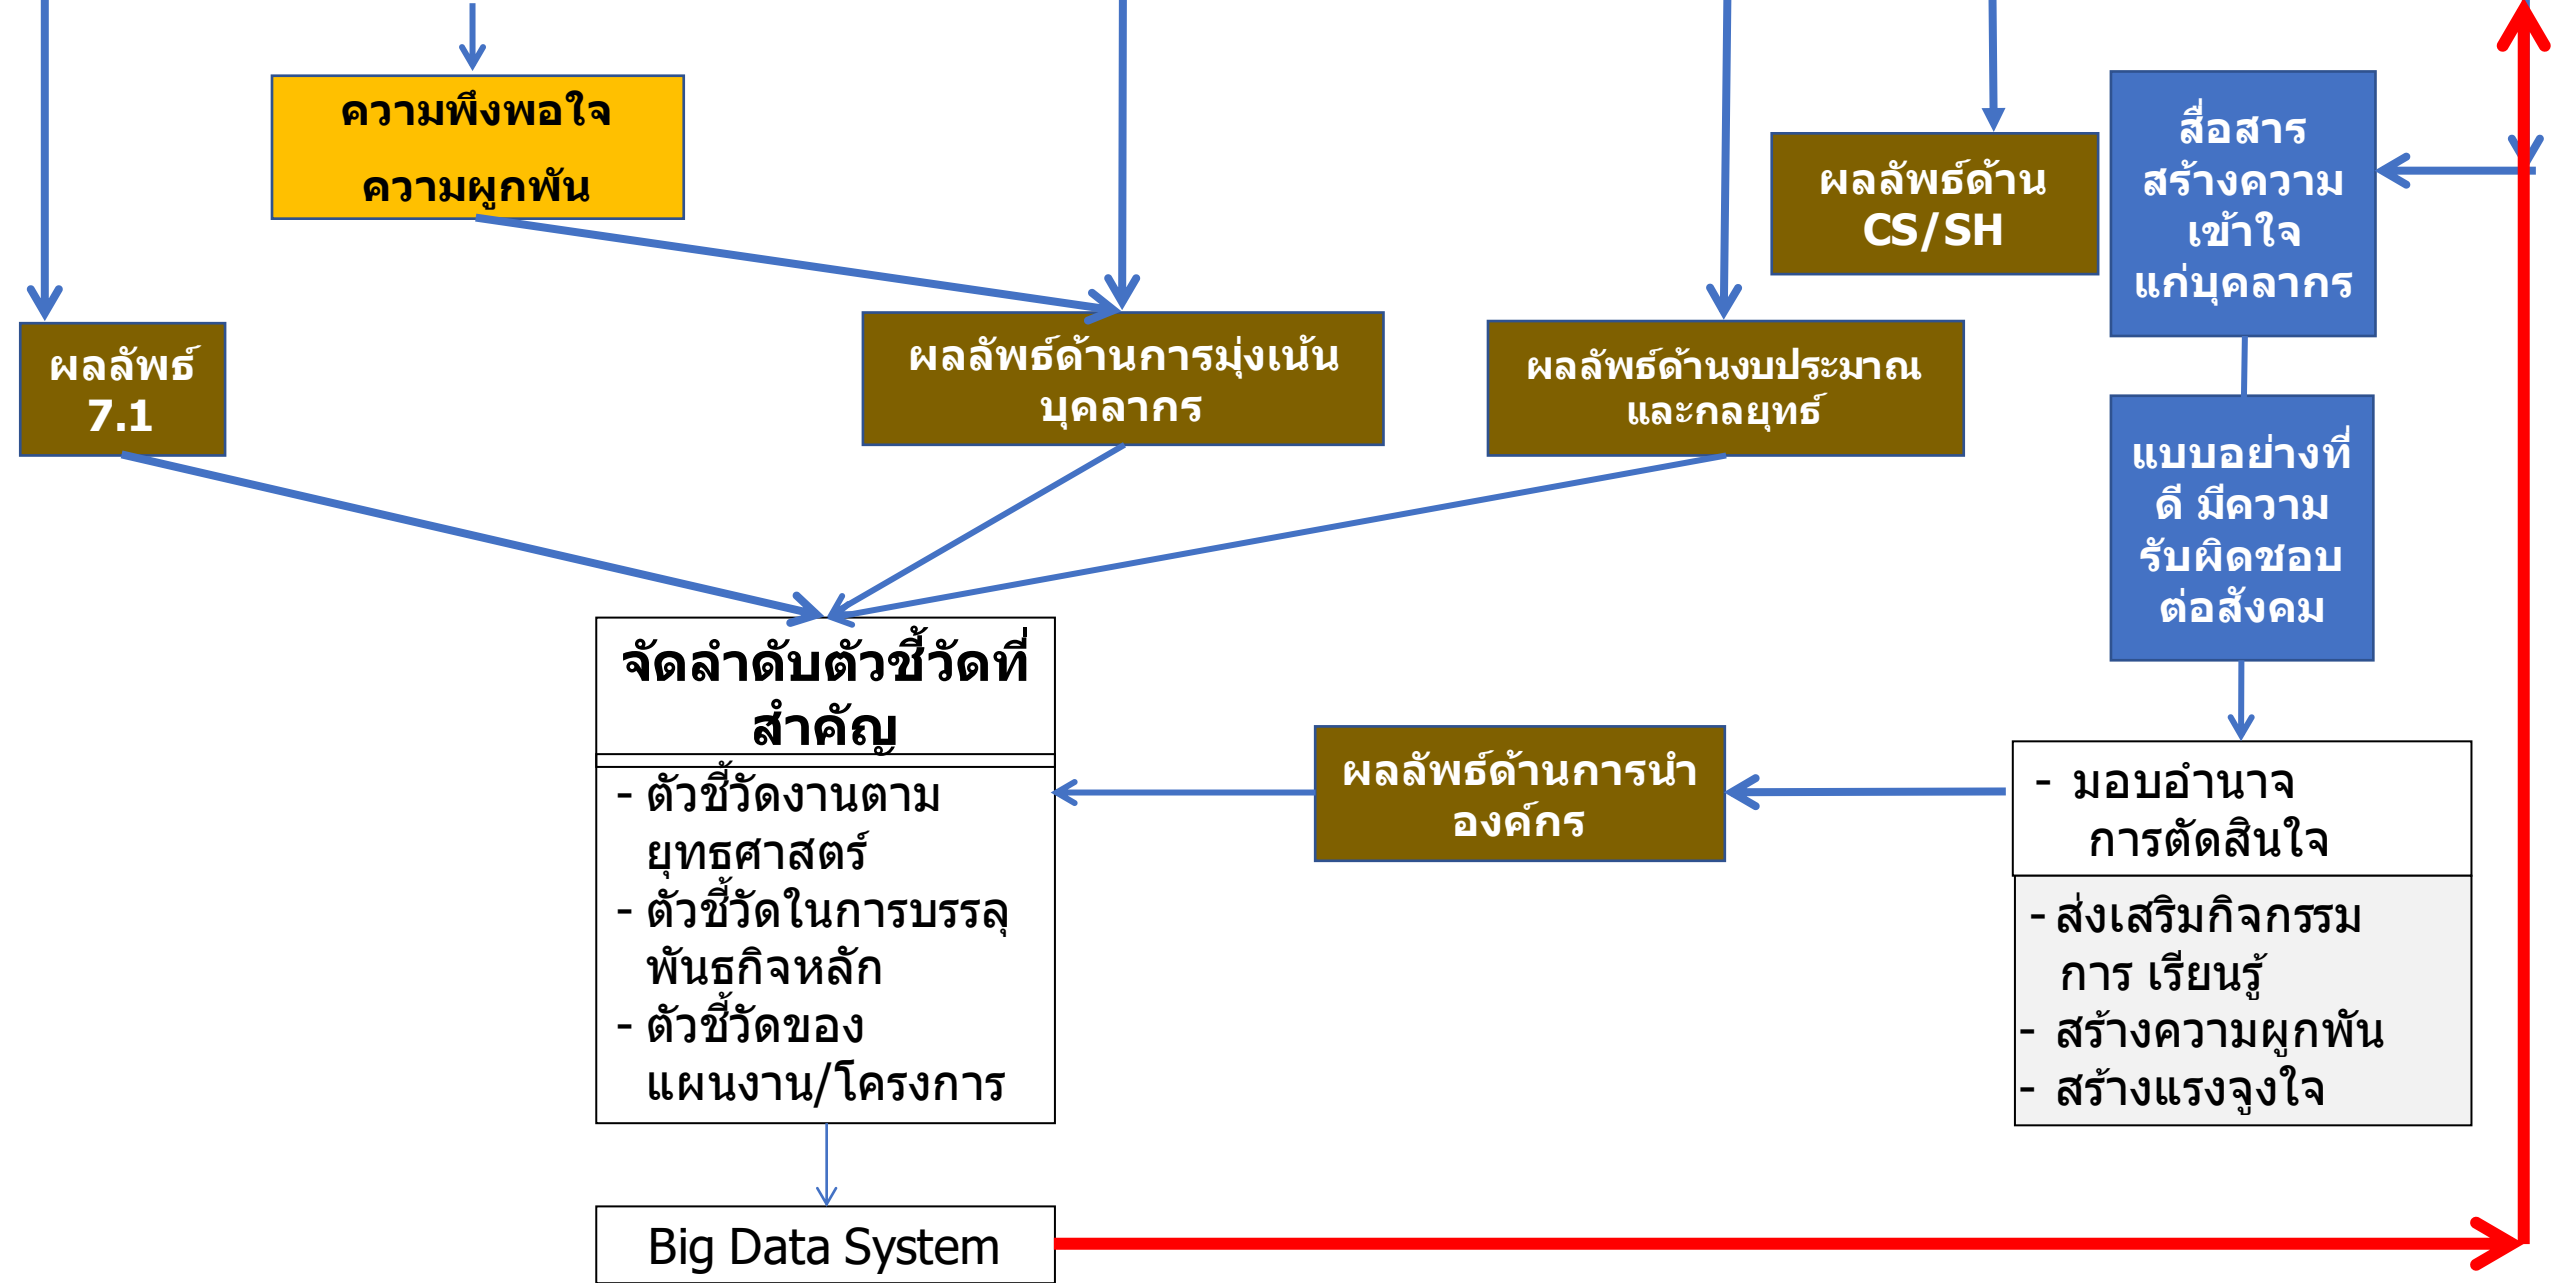 ความพึงพอใจ
ความผูกพัน
ผลลัพธ์ด้าน
CS/SH
สื่อสาร
สร้างความ
เข้าใจ
แก่บุคลากร
ผลลัพธ์
7.1
ผลลัพธ์ด้านการมุ่งเน้น
บุคลากร
ผลลัพธ์ด้านงบประมาณ
และกลยุทธ์
แบบอย่างที่
ดี มีความ
รับผิดชอบ
ต่อสังคม
จัดลำดับตัวชี้วัดที่
สำคัญ
- ตัวชี้วัดงานตาม
ยุทธศาสตร์
- ตัวชี้วัดในการบรรลุ
พันธกิจหลัก
- ตัวชี้วัดของ
แผนงาน/โครงการ
ผลลัพธ์ด้านการนำ
องค์กร
- มอบอำนาจ
การตัดสินใจ
- ส่งเสริมกิจกรรม
การ เรียนรู้
- สร้างความผูกพัน
- สร้างแรงจูงใจ
Big Data System